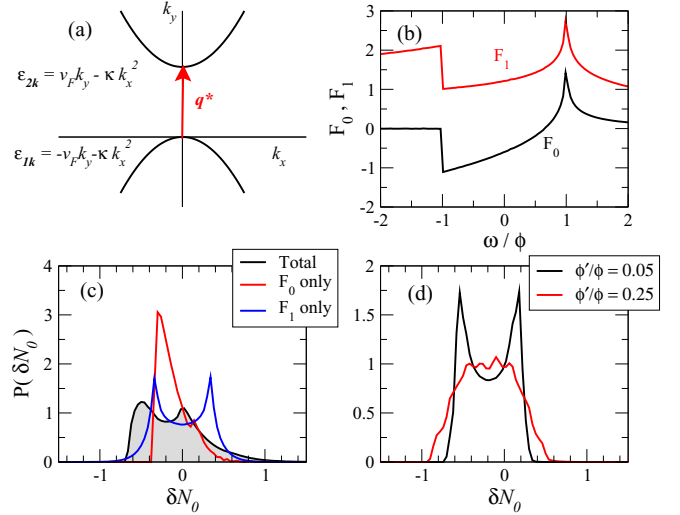 (a)
k_y
ε_2k = v_F k_y - κ k_x^2
q*
ε_1k = -v_F k_y - κ k_x^2
k_x
(b)
3
2
1
0
-1
-2
F_0 , F_1
F_1
F_0
-2 -1 0 1 2
ω / ϕ
(c)
Total
F_0 only
F_1 only
4
3
2
1
0
P( δN_0 )
-1 0 1
δN_0
(d)
ϕ′/ϕ = 0.05
ϕ′/ϕ = 0.25
2
1.5
1
0.5
0
-1 0 1
δN_0